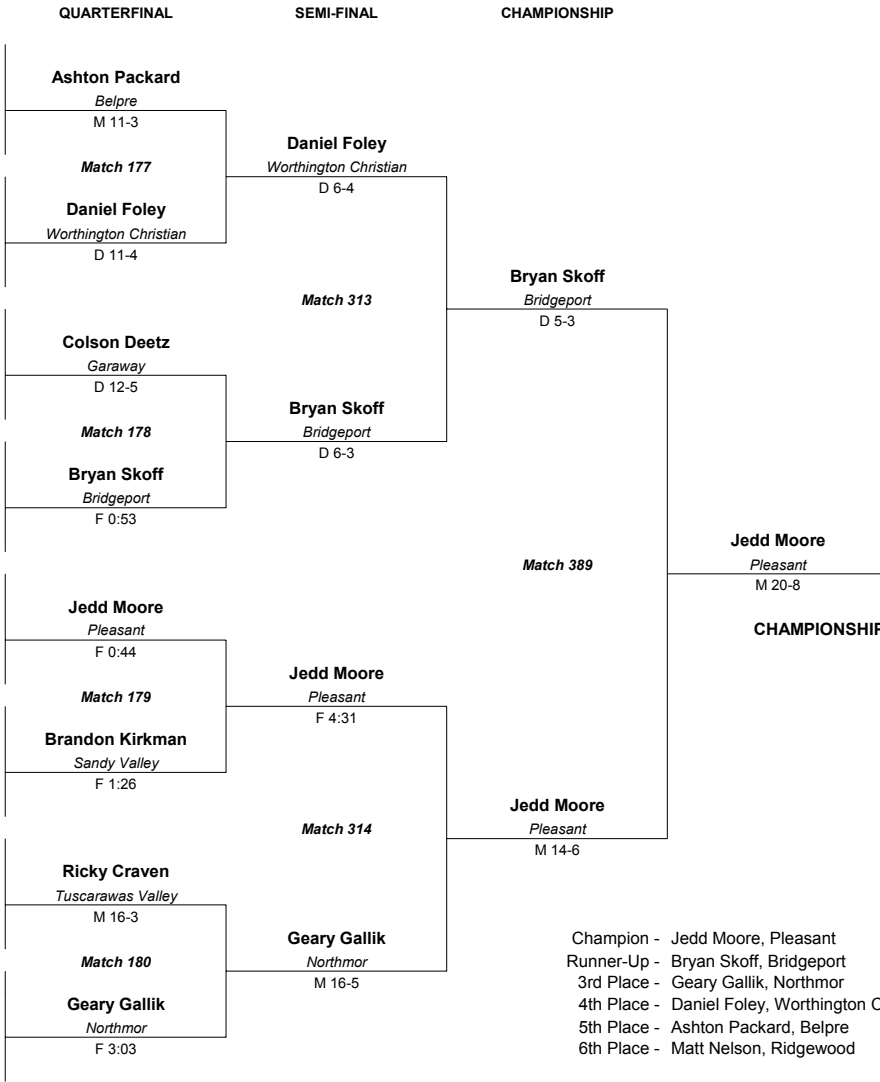 QUARTERFINAL SEMI-FINAL CHAMPIONSHIP
Ashton Packard
Belpre
M 11-3
Match 177
Daniel Foley
Worthington Christian
D 11-4
Daniel Foley
Worthington Christian
D 6-4
Match 313
Colson Deetz
Garaway
D 12-5
Match 178
Bryan Skoff
Bridgeport
F 0:53
Bryan Skoff
Bridgeport
D 6-3
Bryan Skoff
Bridgeport
D 5-3
Match 389
Jedd Moore
Pleasant
F 0:44
Match 179
Brandon Kirkman
Sandy Valley
F 1:26
Jedd Moore
Pleasant
F 4:31
Match 314
Ricky Craven
Tuscarawas Valley
M 16-3
Match 180
Geary Gallik
Northmor
F 3:03
Geary Gallik
Northmor
M 16-5
Jedd Moore
Pleasant
M 14-6
Jedd Moore
Pleasant
M 20-8
CHAMPIONSHIP
Champion - Jedd Moore, Pleasant
Runner-Up - Bryan Skoff, Bridgeport
3rd Place - Geary Gallik, Northmor
4th Place - Daniel Foley, Worthington C
5th Place - Ashton Packard, Belpre
6th Place - Matt Nelson, Ridgewood